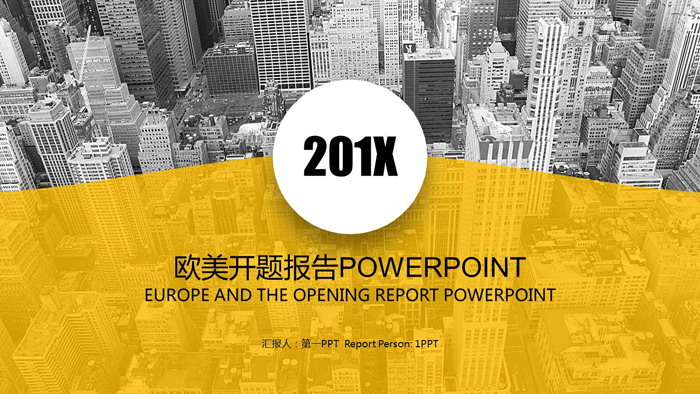 201X
欧美开题报告POWERPOINT
EUROPE AND THE OPENING REPORT POWERPOINT
汇报人：第一PPT Report Person: 1PPT